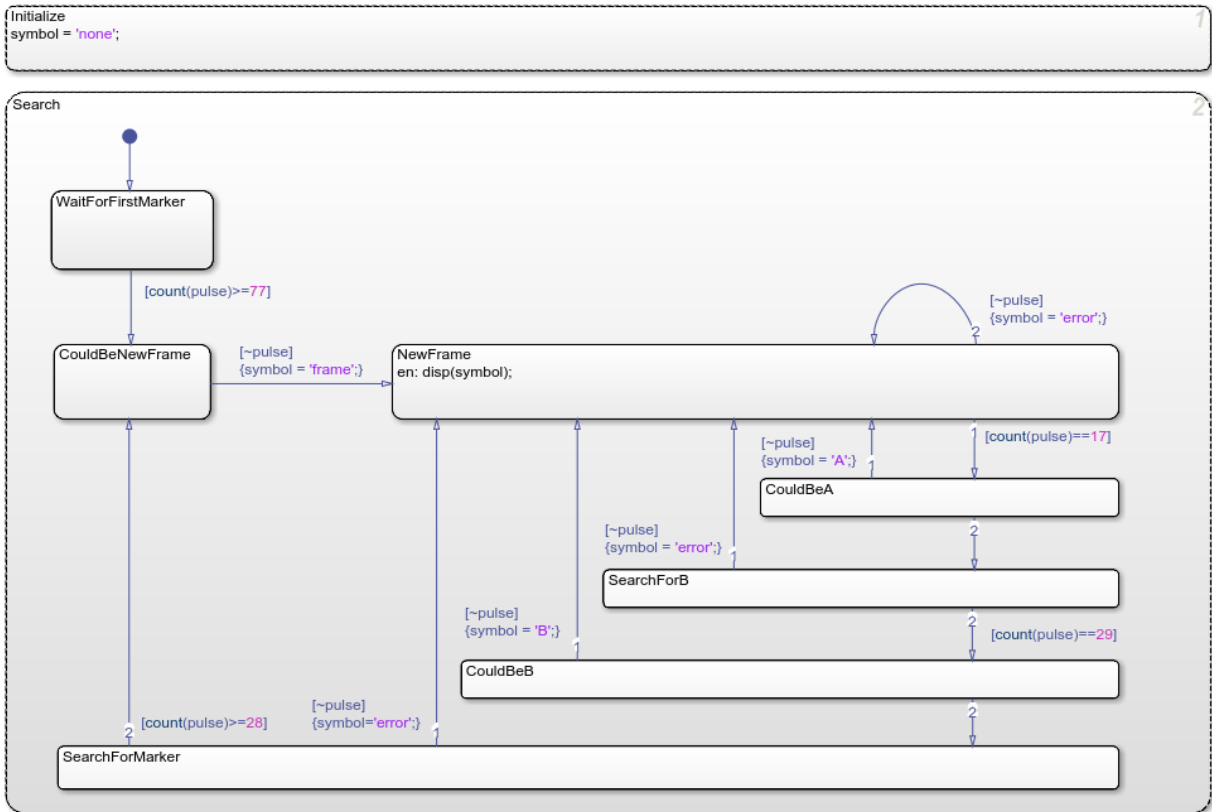 Initialize
1
symbol = 'none';
Search
2
WaitForFirstMarker
[count(pulse)>=77]
[~pulse]
{symbol = 'error';}
2
CouldBeNewFrame
[~pulse]
{symbol = 'frame';}
NewFrame
en: disp(symbol);
1
[count(pulse)==17]
[~pulse]
{symbol = 'A';}
1
CouldBeA
2
[~pulse]
{symbol = 'error';}
1
SearchForB
2
[count(pulse)==29]
[~pulse]
{symbol = 'B';}
1
CouldBeB
2
[~pulse]
{symbol='error';}
1
[count(pulse)>=28]
2
SearchForMarker